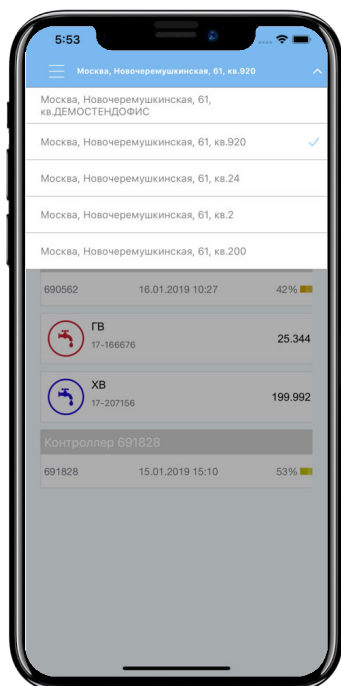 5:53
Москва, Новочеремушкинская, 61, кв.920
Москва, Новочеремушкинская, 61,
кв.ДЕМОСТЕНДОФИС
Москва, Новочеремушкинская, 61, кв.920
Москва, Новочеремушкинская, 61, кв.24
Москва, Новочеремушкинская, 61, кв.2
Москва, Новочеремушкинская, 61, кв.200
690562 16.01.2019 10:27 42%
ГВ
17-166676 25.344
ХВ
17-207156 199.992
Контроллер 691828
691828 15.01.2019 15:10 53%